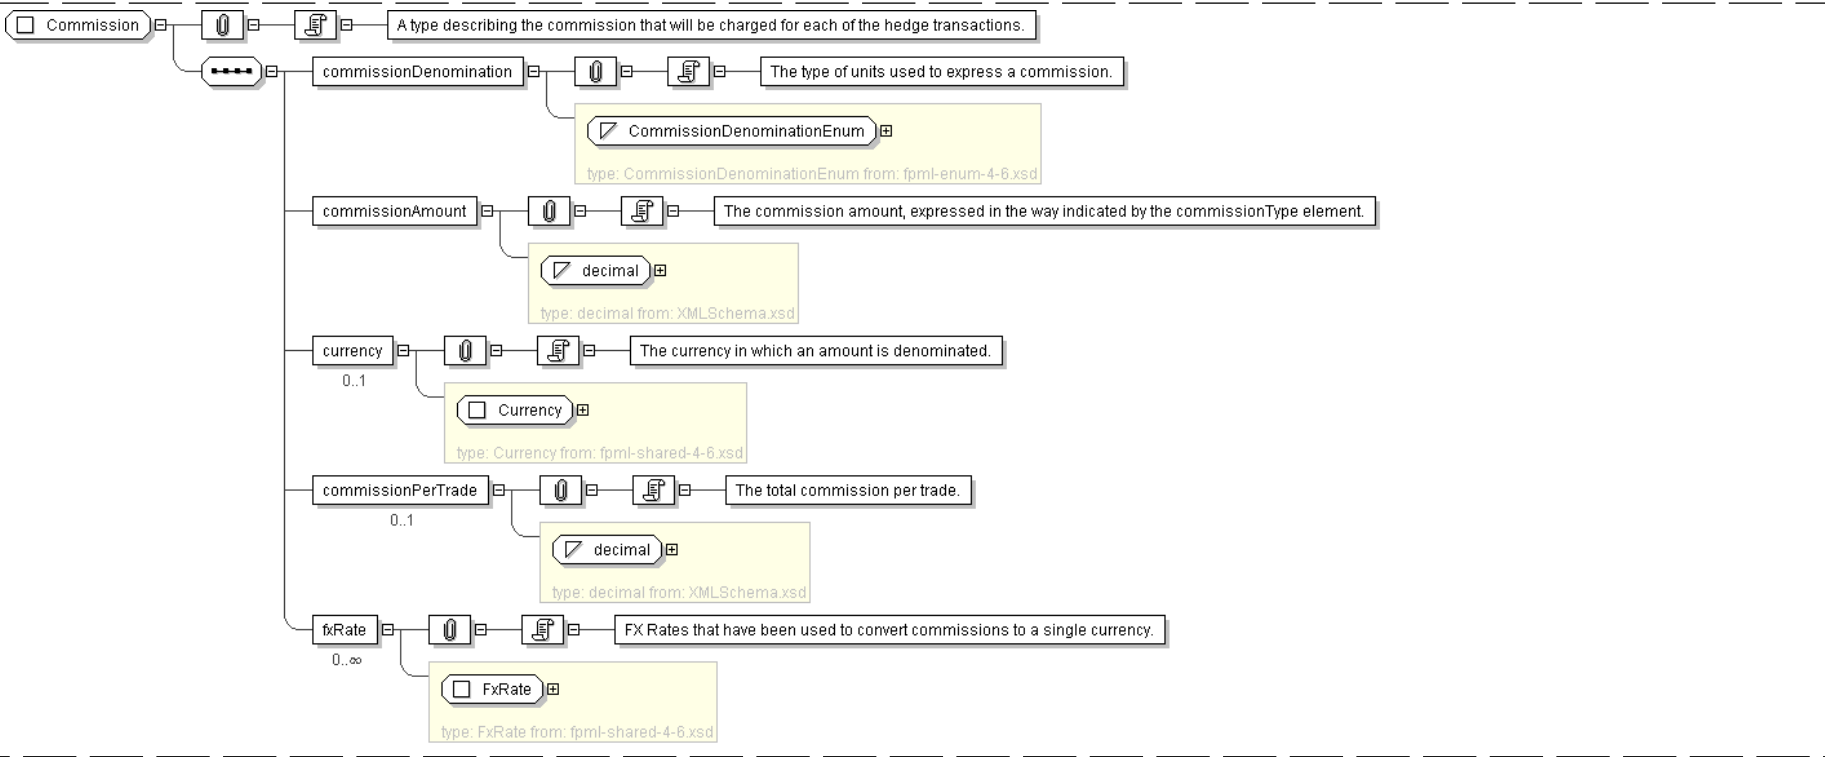 Commission
A type describing the commission that will be charged for each of the hedge transactions.
commissionDenomination
The type of units used to express a commission.
CommissionDenominationEnum
type: CommissionDenominationEnum from: fpml-enum-4-6.xsd
commissionAmount
The commission amount, expressed in the way indicated by the commissionType element.
decimal
type: decimal from: XMLSchema.xsd
currency
The currency in which an amount is denominated.
0..1
Currency
type: Currency from: fpml-shared-4-6.xsd
commissionPerTrade
The total commission per trade.
0..1
decimal
type: decimal from: XMLSchema.xsd
fxRate
FX Rates that have been used to convert commissions to a single currency.
0..∞
FxRate
type: FxRate from: fpml-shared-4-6.xsd